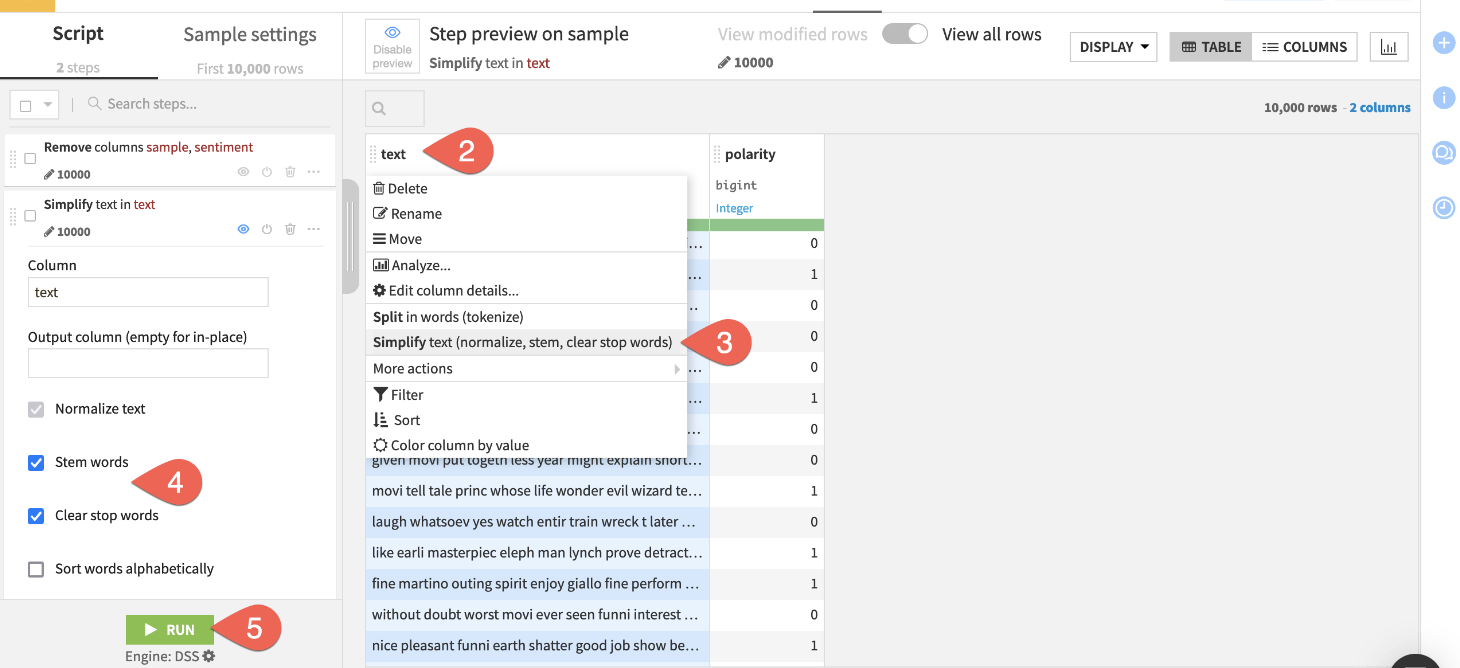 Script
2 steps
Sample settings
First 10,000 rows
Search steps...
Remove columns sample, sentiment
10000
Simplify text in text
10000
Column
text
Output column (empty for in-place)
Normalize text
Stem words
4
Clear stop words
Sort words alphabetically
RUN
5
Engine: DSS
Disable
preview
Step preview on sample
Simplify text in text
View modified rows
View all rows
10000
DISPLAY
TABLE
COLUMNS
10,000 rows - 2 columns
text
2
polarity
bigint
Integer
Delete
Rename
Move
Analyze...
Edit column details...
Split in words (tokenize)
Simplify text (normalize, stem, clear stop words)
3
More actions
Filter
Sort
Color column by value
... 0
... 1
... 0
0
... 0
... 1
... 0
given movi put togeth less year might explain short... 0
movi tell tale princ whose life wonder evil wizard te... 1
laugh whatsoev yes watch entir train wreck t later ... 0
like earli masterpiec eleph man lynch prove detract... 1
fine martino outing spirit enjoy giallo fine perform ... 1
without doubt worst movi ever seen funni interest ... 0
nice pleasant funni earth shatter good job show be... 1